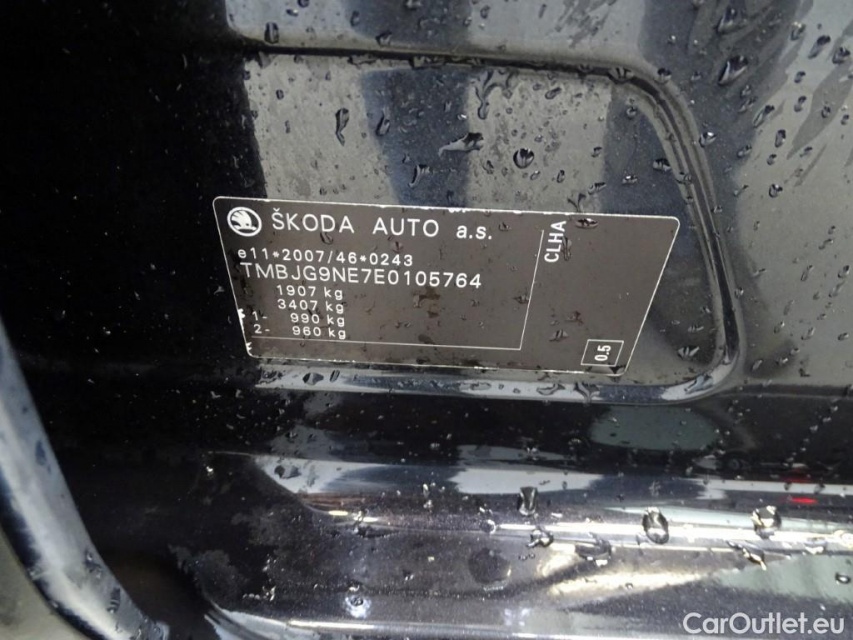 ŠKODA AUTO a.s.
CLHA
e11*2007/46*0243
TMBJG9NE7E0105764
1907 kg
3407 kg
1- 990 kg
2- 960 kg
0.5
CarOutlet.eu